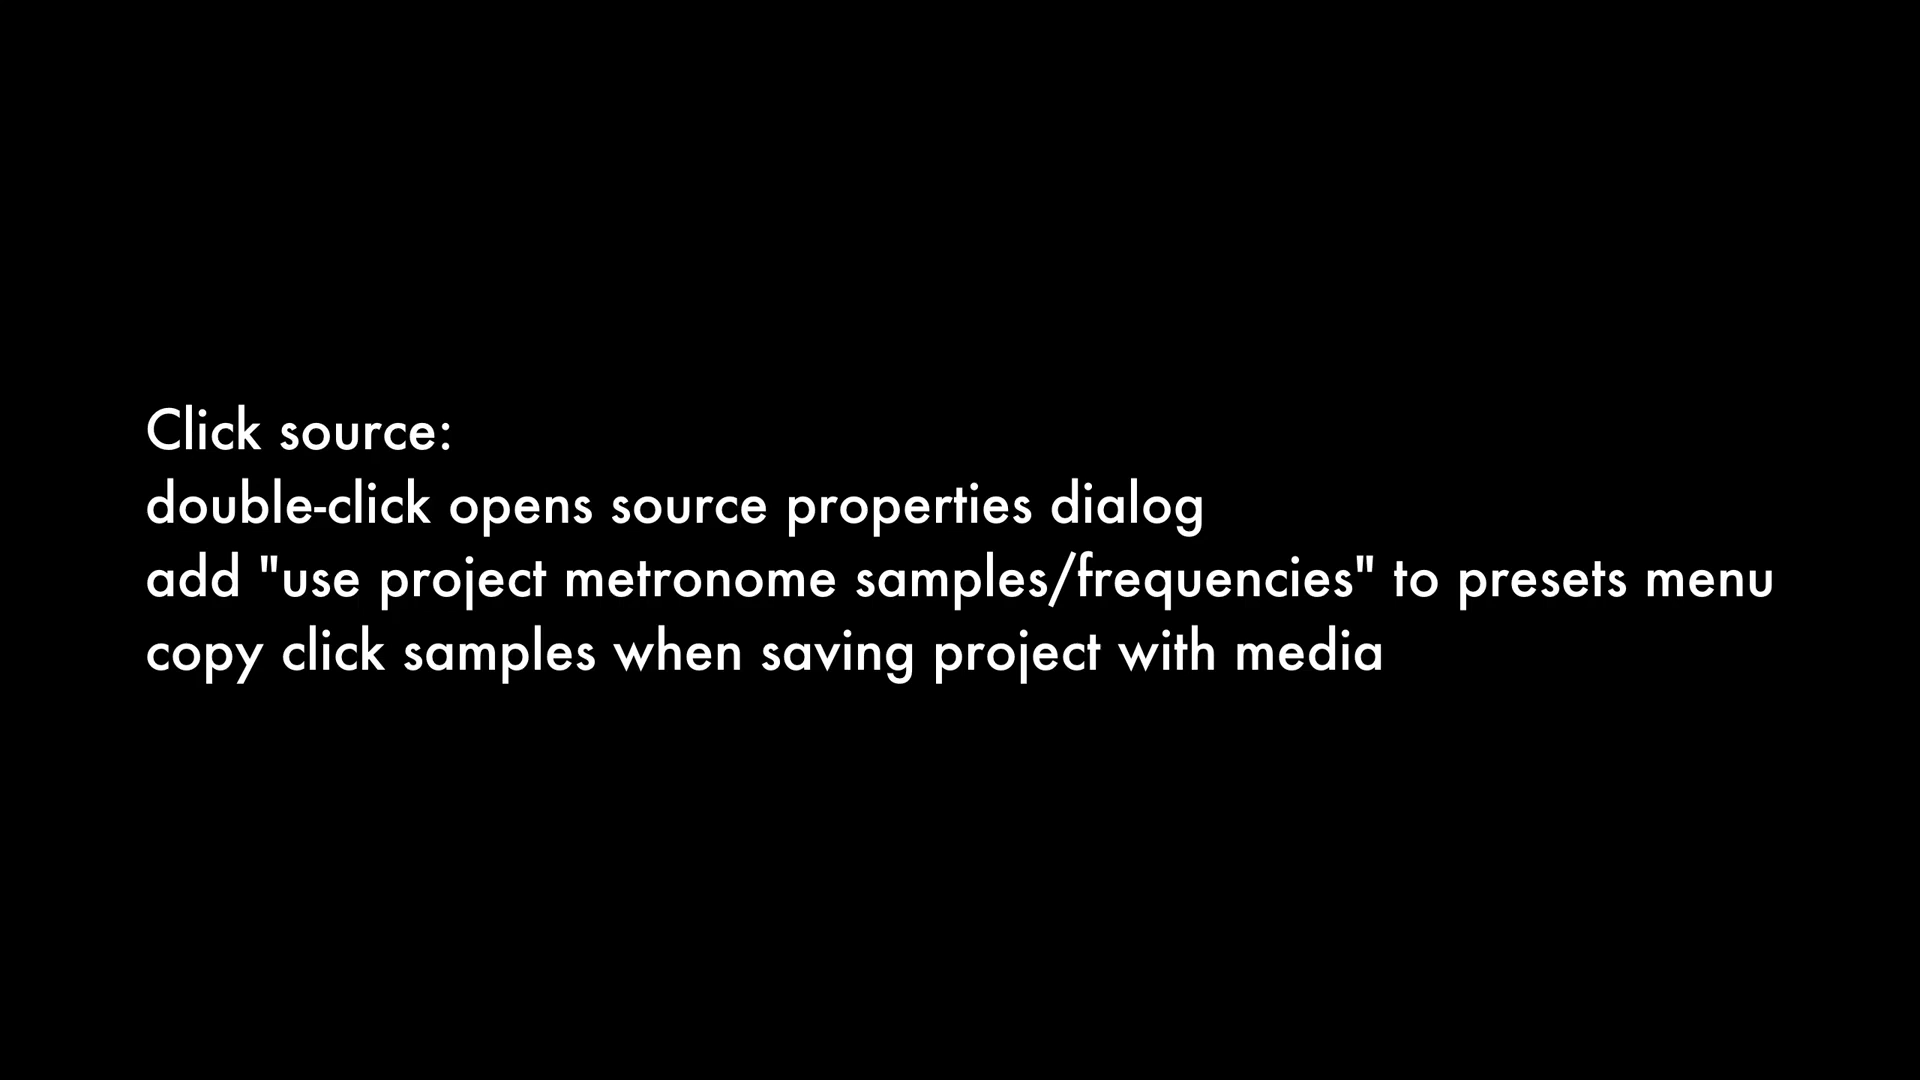 Click source:
double-click opens source properties dialog
add "use project metronome samples/frequencies" to presets menu
copy click samples when saving project with media